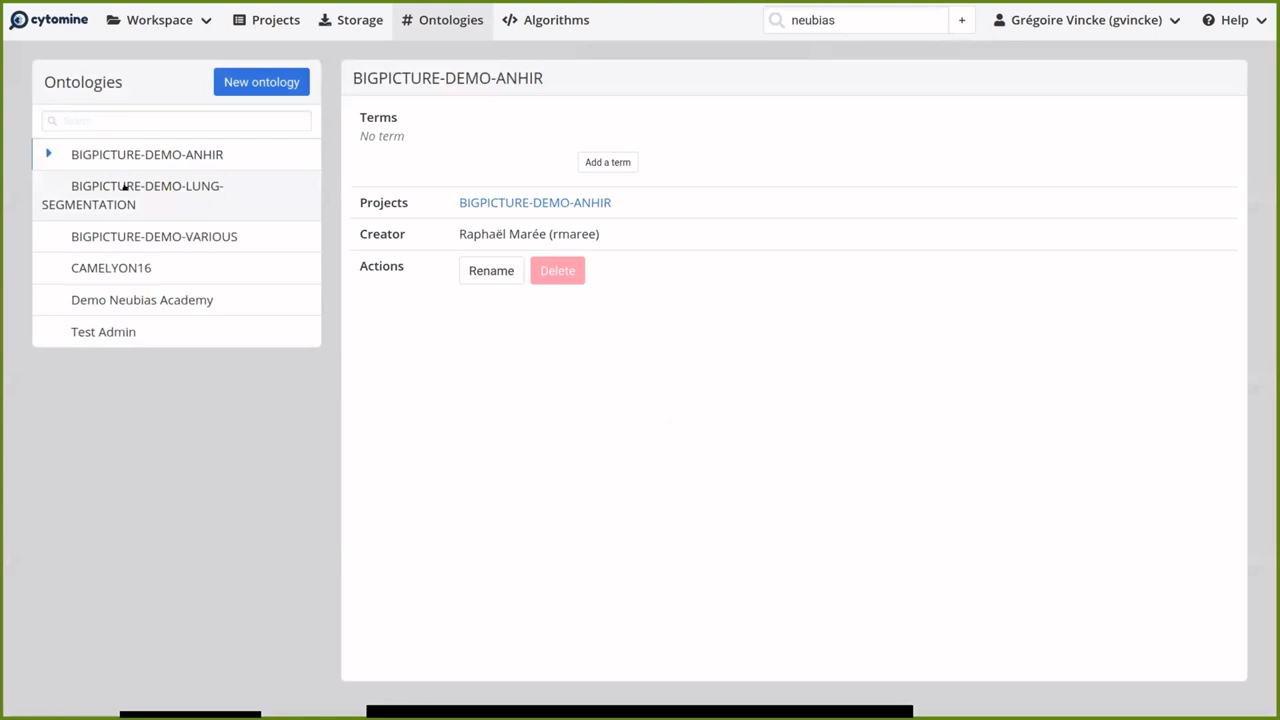 cytomine Workspace Projects Storage # Ontologies </> Algorithms neubias + Grégoire Vincke (gvincke) Help
Ontologies New ontology
Search
BIGPICTURE-DEMO-ANHIR
BIGPICTURE-DEMO-LUNG-
SEGMENTATION
BIGPICTURE-DEMO-VARIOUS
CAMELYON16
Demo Neubias Academy
Test Admin
BIGPICTURE-DEMO-ANHIR
Terms
No term
Add a term
Projects BIGPICTURE-DEMO-ANHIR
Creator Raphaël Marée (rmaree)
Actions Rename Delete